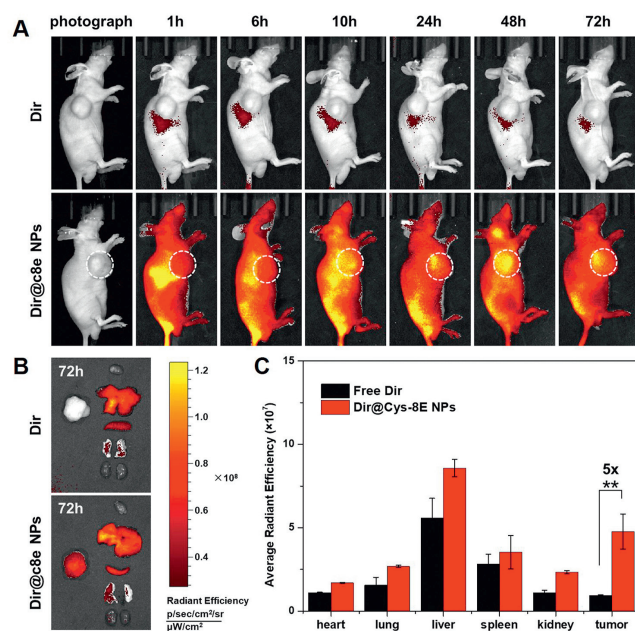 A
photograph 1h 6h 10h 24h 48h 72h
Dir
Dir@c8e NPs
B
72h
Dir
72h
Dir@c8e NPs
1.2
1.0
0.8
0.6
0.4
×10⁸
Radiant Efficiency
p/sec/cm²/sr
μW/cm²
C
15
10
5
0
Average Radiant Efficiency (×10⁷)
Free Dir
Dir@Cys-8E NPs
5x
**
heart lung liver spleen kidney tumor